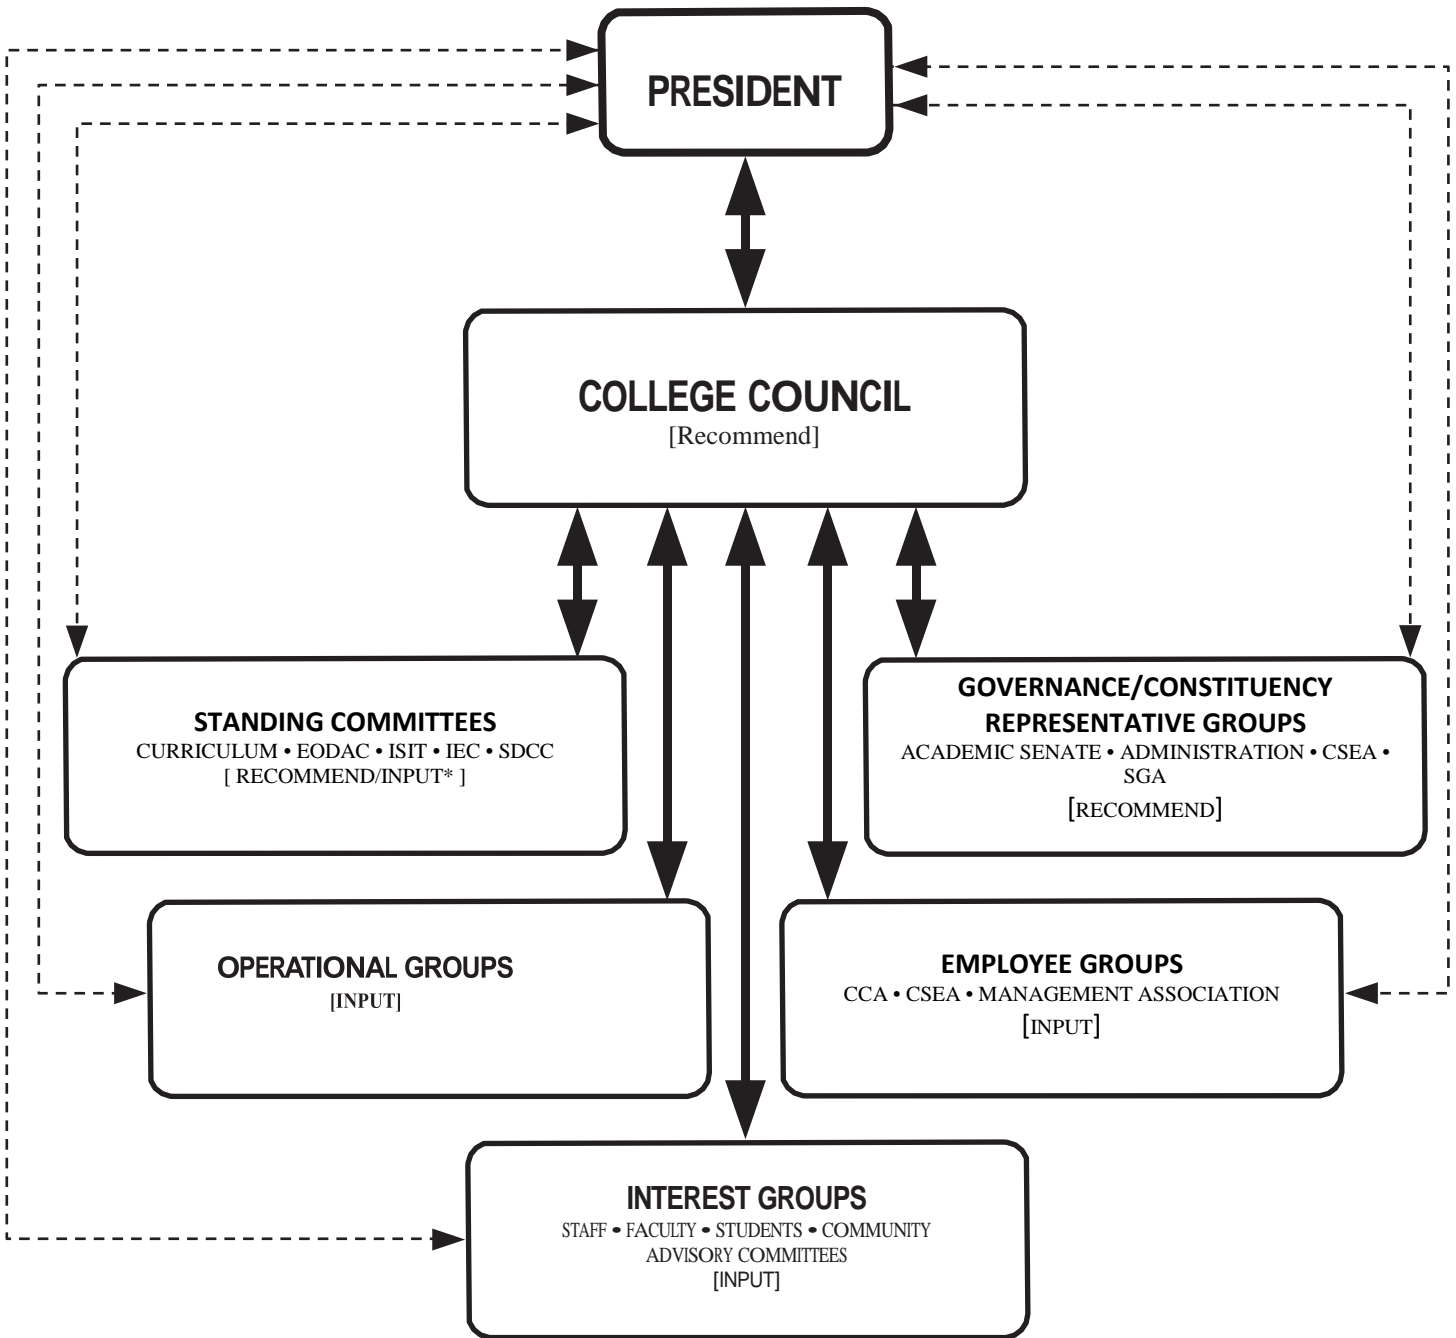 PRESIDENT
COLLEGE COUNCIL
[Recommend]
STANDING COMMITTEES
CURRICULUM • EODAC • ISIT • IEC • SDCC
[ RECOMMEND/INPUT* ]
GOVERNANCE/CONSTITUENCY
REPRESENTATIVE GROUPS
ACADEMIC SENATE • ADMINISTRATION • CSEA •
SGA
[RECOMMEND]
OPERATIONAL GROUPS
[INPUT]
EMPLOYEE GROUPS
CCA • CSEA • MANAGEMENT ASSOCIATION
[INPUT]
INTEREST GROUPS
STAFF • FACULTY • STUDENTS • COMMUNITY
ADVISORY COMMITTEES
[INPUT]